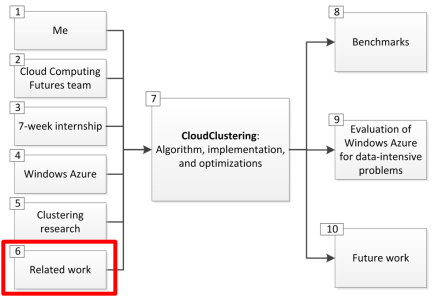 1
Me
2
Cloud Computing
Futures team
3
7-week internship
4
Windows Azure
5
Clustering
research
6
Related work
7
CloudClustering:
Algorithm, implementation,
and optimizations
8
Benchmarks
9
Evaluation of
Windows Azure
for data-intensive
problems
10
Future work